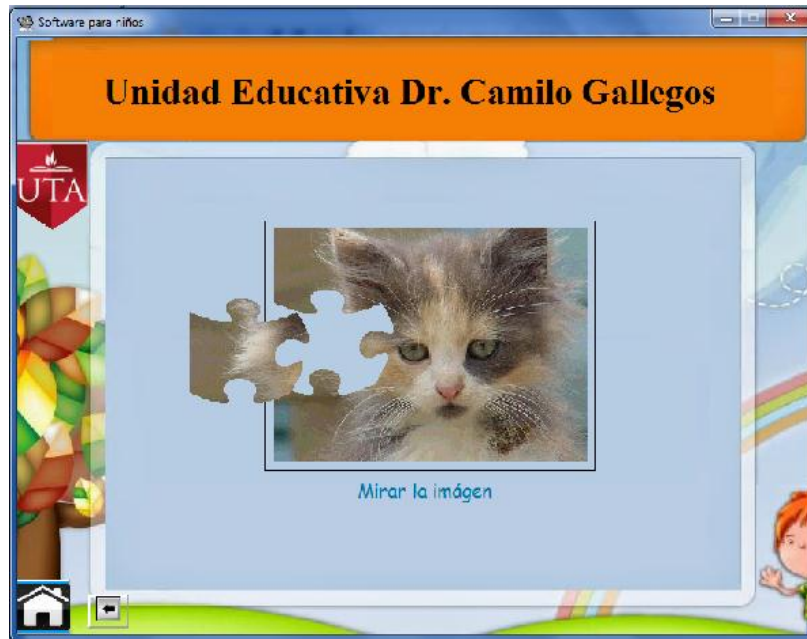 Software para niños
Unidad Educativa Dr. Camilo Gallegos
UTA
Mirar la imágen